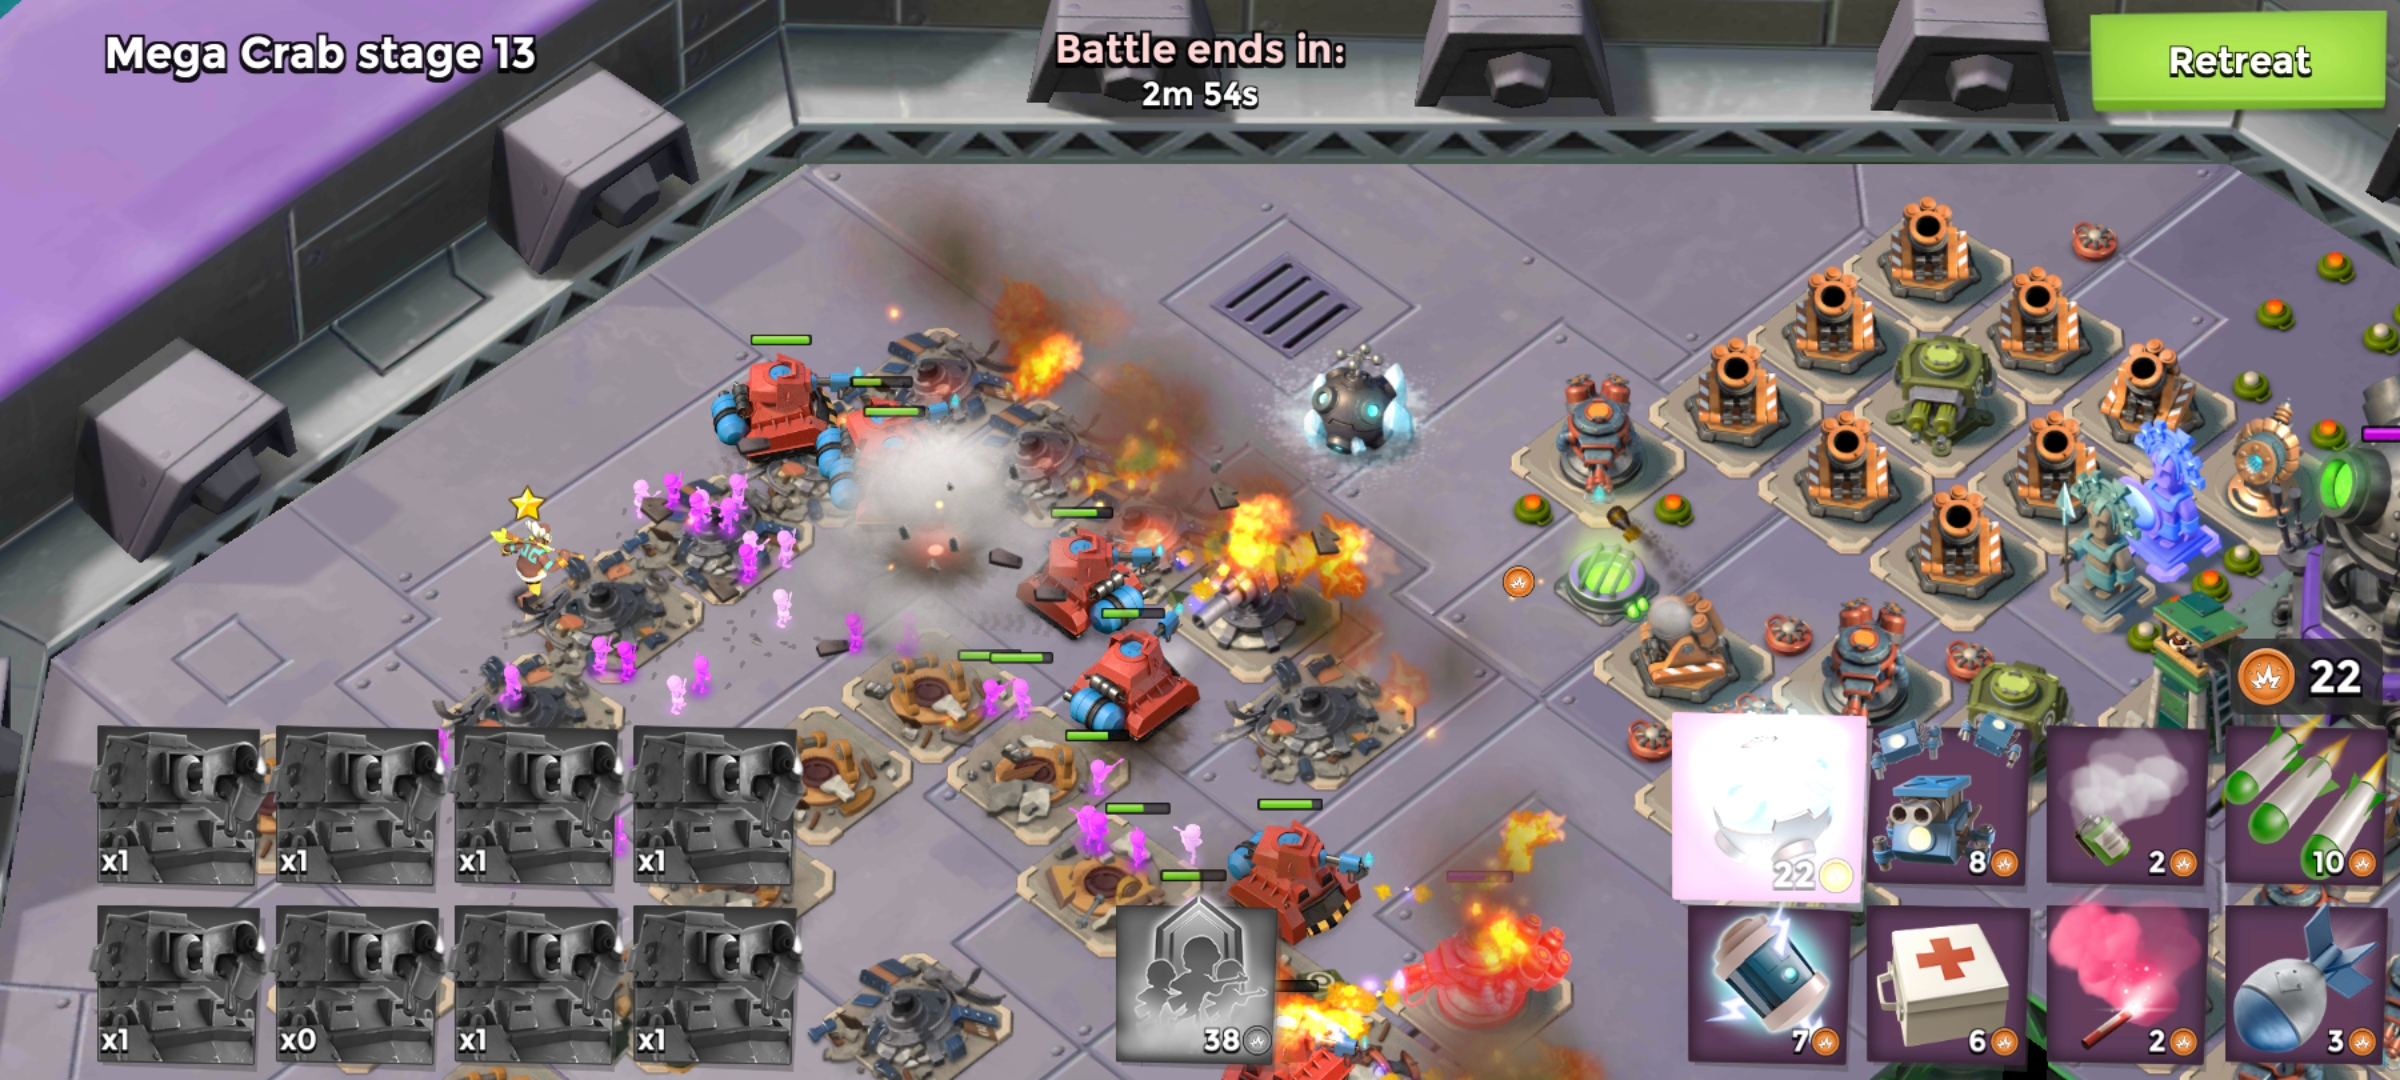 Mega Crab stage 13
Battle ends in:
2m 54s
Retreat
22
x1
x1
x1
x1
22
8
2
10
x1
x0
x1
x1
38
7
6
2
3